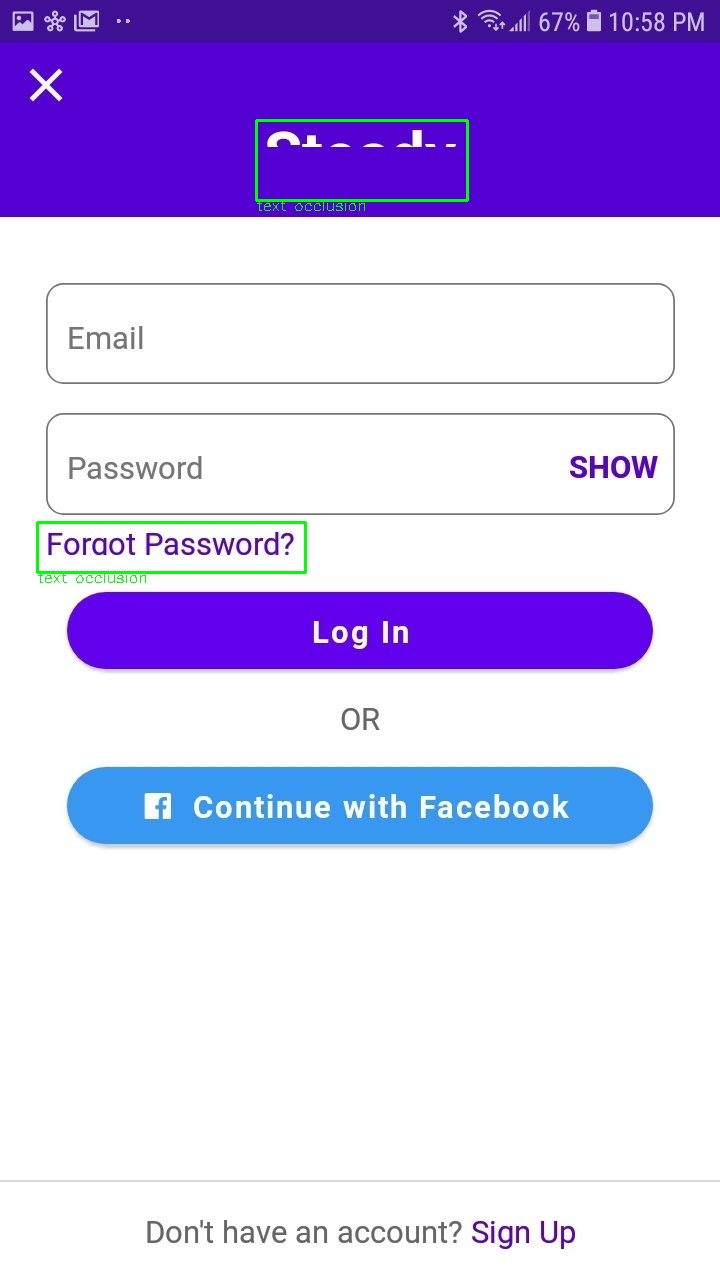 67% 10:58 PM
Steady
text occlusion
Email
Password SHOW
Forgot Password?
text occlusion
Log In
OR
Continue with Facebook
Don't have an account? Sign Up